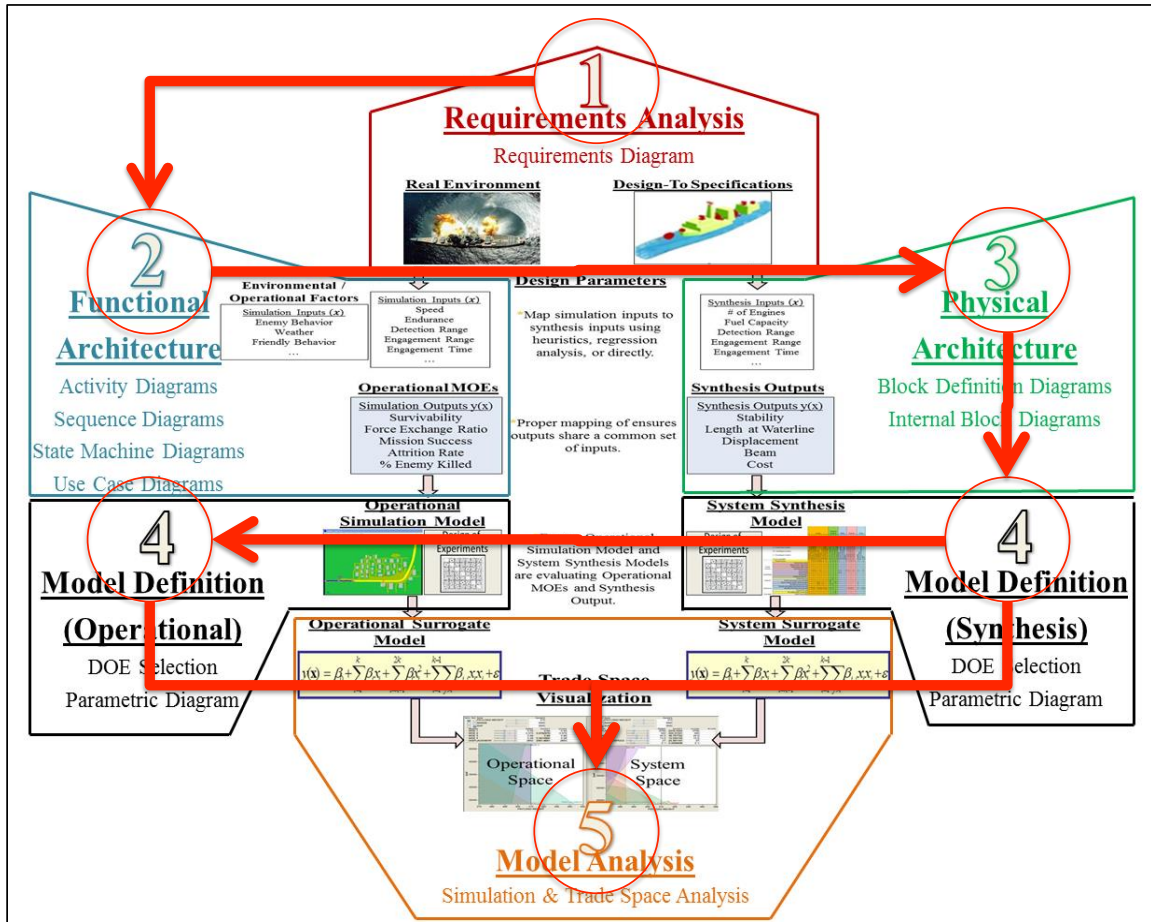 1
Requirements Analysis
Requirements Diagram
Real Environment
Design-To Specifications
2
Functional
Architecture
Activity Diagrams
Sequence Diagrams
State Machine Diagrams
Use Case Diagrams
Environmental /
Operational Factors
Simulation Inputs (x)
Enemy Behavior
Weather
Friendly Behavior
…
Simulation Inputs (x)
Speed
Endurance
Detection Range
Engagement Range
Engagement Time
…
Design Parameters
*Map simulation inputs to
synthesis inputs using
heuristics, regression
analysis, or directly.
*Proper mapping of ensures
outputs share a common set
of inputs.
Synthesis Inputs (x)
# of Engines
Fuel Capacity
Detection Range
Engagement Range
Engagement Time
…
3
Physical
Architecture
Block Definition Diagrams
Internal Block Diagrams
Operational MOEs
Simulation Outputs y(x)
Survivability
Force Exchange Ratio
Mission Success
Attrition Rate
% Enemy Killed
Synthesis Outputs
Synthesis Outputs y(x)
Stability
Length at Waterline
Displacement
Beam
Cost
4
Model Definition
(Operational)
DOE Selection
Parametric Diagram
Operational
Simulation Model
Design of
Experiments
Operational
Simulation Model and
System Synthesis Models
are evaluating Operational
MOEs and Synthesis
Output.
System Synthesis
Model
Design of
Experiments
4
Model Definition
(Synthesis)
DOE Selection
Parametric Diagram
Operational Surrogate
Model
System Surrogate
Model
Trade Space
Visualization
Operational
Space
System
Space
5
Model Analysis
Simulation & Trade Space Analysis